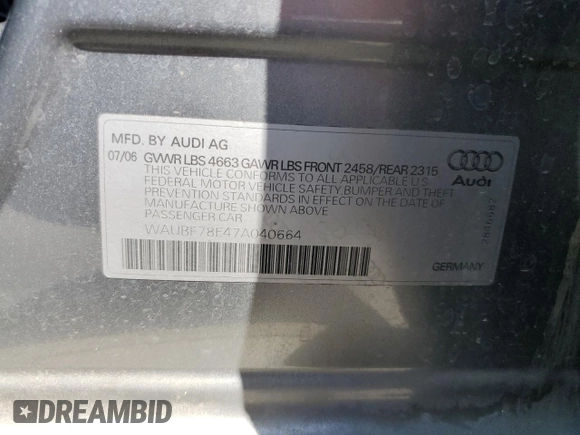 MFD. BY AUDI AG
07/06 GVWR LBS 4663 GAWR LBS FRONT 2458/REAR 2315
THIS VEHICLE CONFORMS TO ALL APPLICABLE U.S.
FEDERAL MOTOR VEHICLE SAFETY, BUMPER AND THEFT
PREVENTION STANDARDS IN EFFECT ON THE DATE OF
MANUFACTURE SHOWN ABOVE
PASSENGER CAR
WAUBF78E47A040664
Audi
GERMANY
DREAMBID